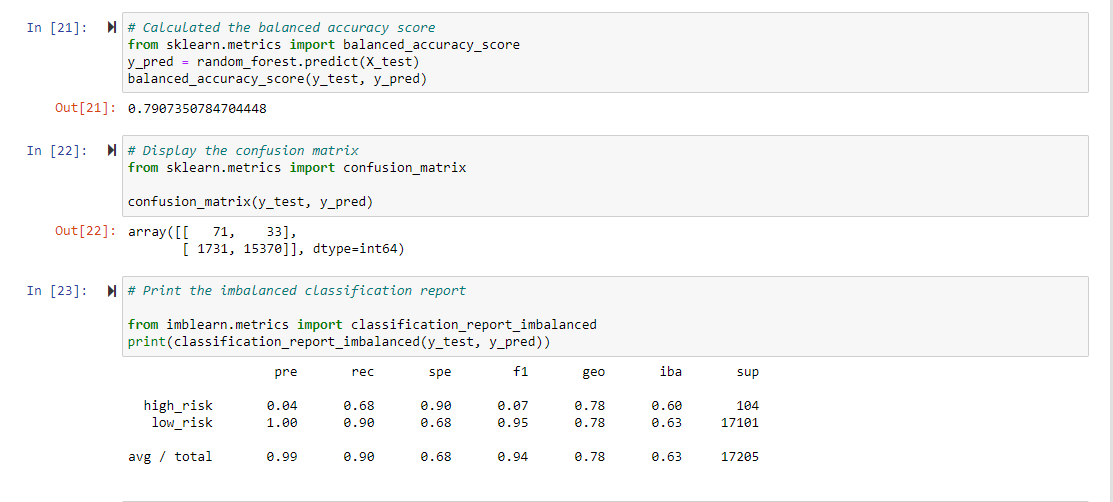 In [21]: # Calculated the balanced accuracy score
from sklearn.metrics import balanced_accuracy_score
y_pred = random_forest.predict(X_test)
balanced_accuracy_score(y_test, y_pred)
Out[21]: 0.7907350784704448
In [22]: # Display the confusion matrix
from sklearn.metrics import confusion_matrix
confusion_matrix(y_test, y_pred)
Out[22]: array([[   71,    33],
       [ 1731, 15370]], dtype=int64)
In [23]: # Print the imbalanced classification report
from imblearn.metrics import classification_report_imbalanced
print(classification_report_imbalanced(y_test, y_pred))
pre rec spe f1 geo iba sup
high_risk 0.04 0.68 0.90 0.07 0.78 0.60 104
low_risk 1.00 0.90 0.68 0.95 0.78 0.63 17101
avg / total 0.99 0.90 0.68 0.94 0.78 0.63 17205